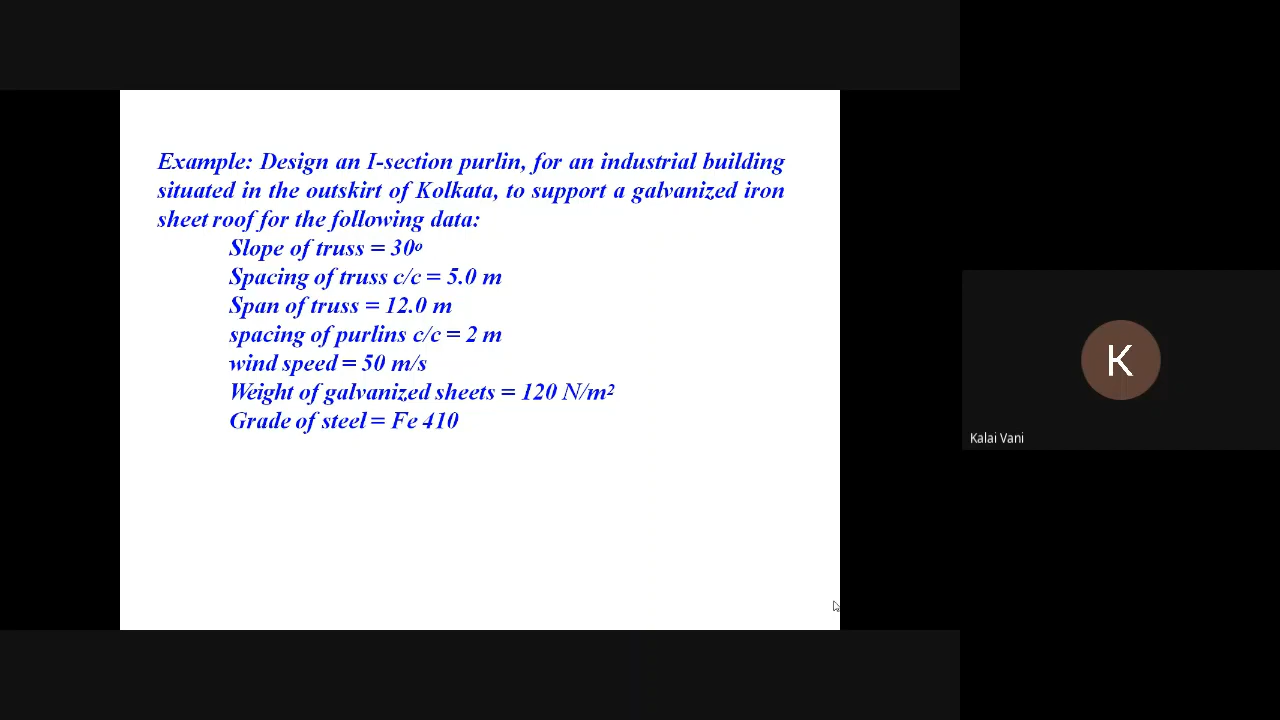 Example: Design an I-section purlin, for an industrial building
situated in the outskirt of Kolkata, to support a galvanized iron
sheet roof for the following data:
Slope of truss = 30º
Spacing of truss c/c = 5.0 m
Span of truss = 12.0 m
spacing of purlins c/c = 2 m
wind speed = 50 m/s
Weight of galvanized sheets = 120 N/m²
Grade of steel = Fe 410
K
Kalai Vani